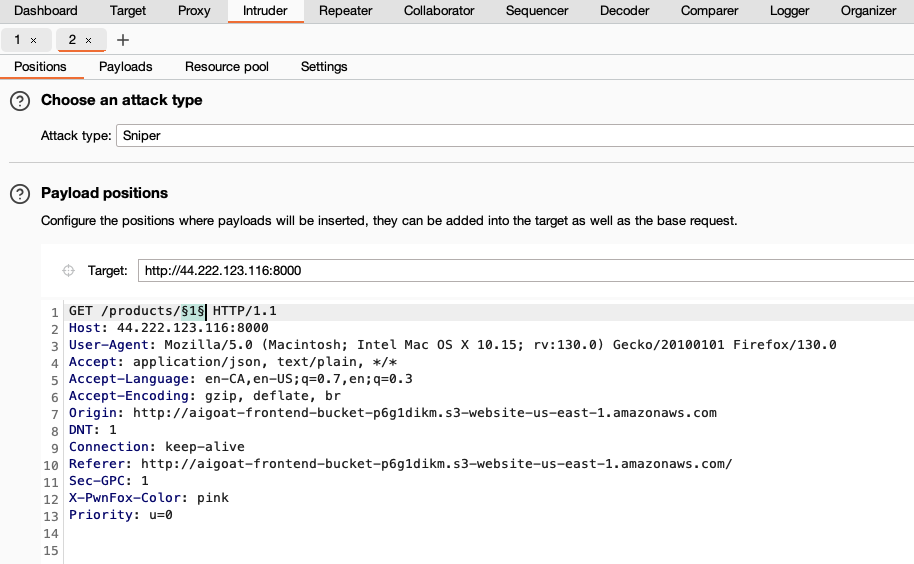 Dashboard Target Proxy Intruder Repeater Collaborator Sequencer Decoder Comparer Logger Organizer
1 × 2 × +
Positions Payloads Resource pool Settings
? Choose an attack type
Attack type: Sniper
? Payload positions
Configure the positions where payloads will be inserted, they can be added into the target as well as the base request.
Target: http://44.222.123.116:8000
1 GET /products/§1§ HTTP/1.1
2 Host: 44.222.123.116:8000
3 User-Agent: Mozilla/5.0 (Macintosh; Intel Mac OS X 10.15; rv:130.0) Gecko/20100101 Firefox/130.0
4 Accept: application/json, text/plain, */*
5 Accept-Language: en-CA,en-US;q=0.7,en;q=0.3
6 Accept-Encoding: gzip, deflate, br
7 Origin: http://aigoat-frontend-bucket-p6g1dikm.s3-website-us-east-1.amazonaws.com
8 DNT: 1
9 Connection: keep-alive
10 Referer: http://aigoat-frontend-bucket-p6g1dikm.s3-website-us-east-1.amazonaws.com/
11 Sec-GPC: 1
12 X-PwnFox-Color: pink
13 Priority: u=0
14
15